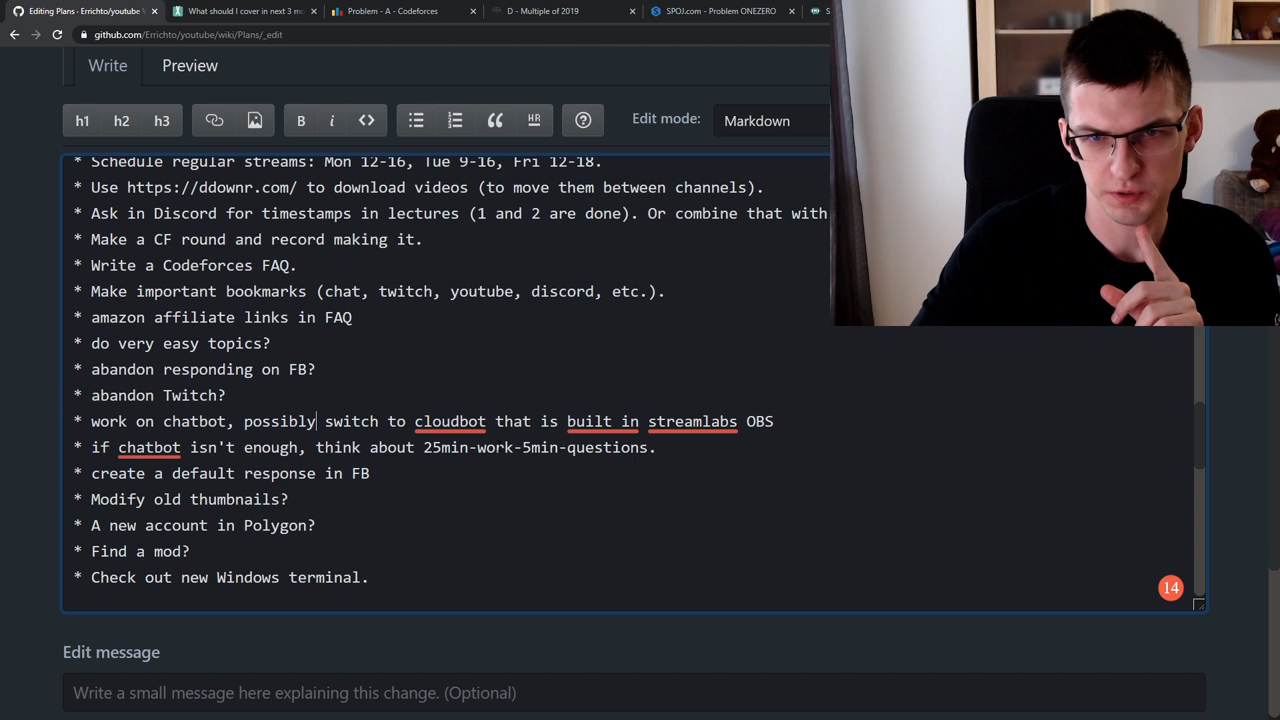 Editing Plans · Errichto/youtube W
What should I cover in next 3 mo
Problem - A - Codeforces
D - Multiple of 2019
SPOJ.com - Problem ONEZERO
S
github.com/Errichto/youtube/wiki/Plans/_edit
Write
Preview
h1 h2 h3 B i <> HR
Edit mode: Markdown
* Schedule regular streams: Mon 12-16, Tue 9-16, Fri 12-18.
* Use https://ddownr.com/ to download videos (to move them between channels).
* Ask in Discord for timestamps in lectures (1 and 2 are done). Or combine that with
* Make a CF round and record making it.
* Write a Codeforces FAQ.
* Make important bookmarks (chat, twitch, youtube, discord, etc.).
* amazon affiliate links in FAQ
* do very easy topics?
* abandon responding on FB?
* abandon Twitch?
* work on chatbot, possibly switch to cloudbot that is built in streamlabs OBS
* if chatbot isn't enough, think about 25min-work-5min-questions.
* create a default response in FB
* Modify old thumbnails?
* A new account in Polygon?
* Find a mod?
* Check out new Windows terminal.
14
Edit message
Write a small message here explaining this change. (Optional)